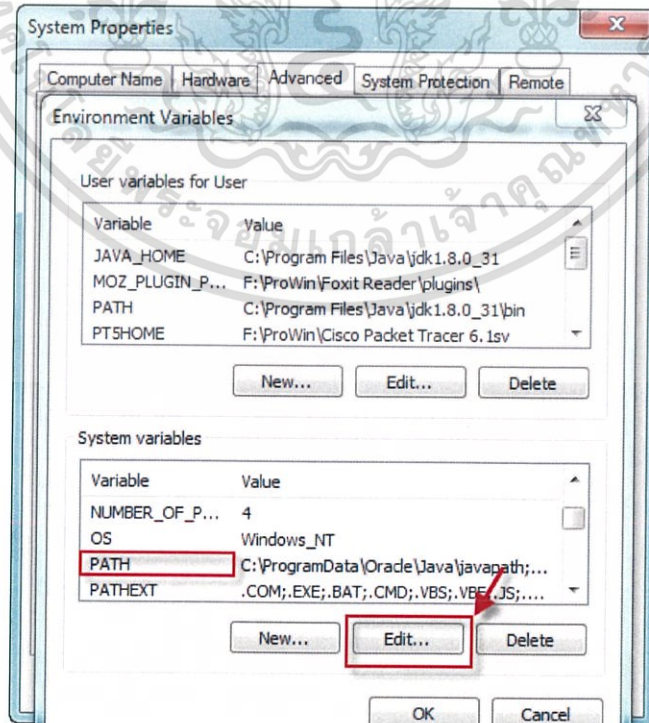 System Properties
Computer Name Hardware Advanced System Protection Remote
Environment Variables
User variables for User
Variable Value
JAVA_HOME C:\Program Files\Java\jdk1.8.0_31
MOZ_PLUGIN_P... F:\ProWin\Foxit Reader\plugins\
PATH C:\Program Files\Java\jdk1.8.0_31\bin
PT5HOME F:\ProWin\Cisco Packet Tracer 6.1sv
New... Edit... Delete
System variables
Variable Value
NUMBER_OF_P... 4
OS Windows_NT
PATH C:\ProgramData\Oracle\Java\javapath;...
PATHEXT .COM;.EXE;.BAT;.CMD;.VBS;.VBE;.JS;....
New... Edit... Delete
OK Cancel